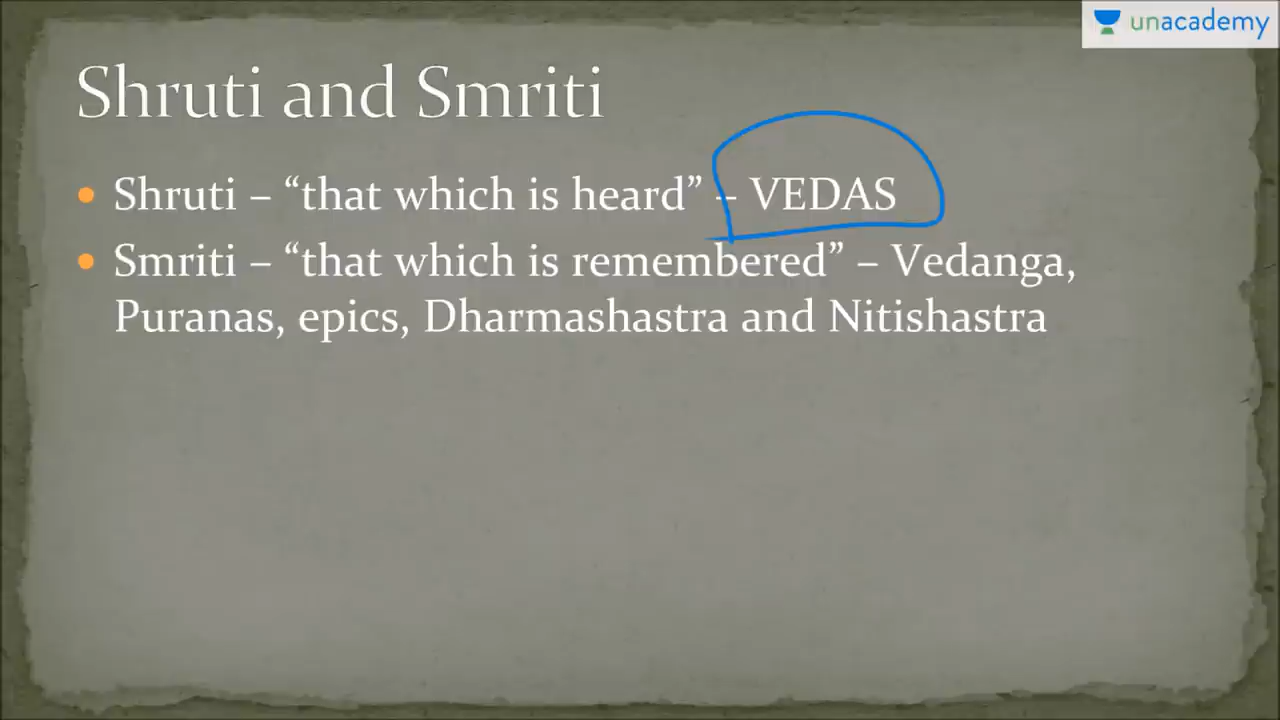 unacademy
Shruti and Smriti
• Shruti – “that which is heard” – VEDAS
• Smriti – “that which is remembered” – Vedanga,
Puranas, epics, Dharmashastra and Nitishastra